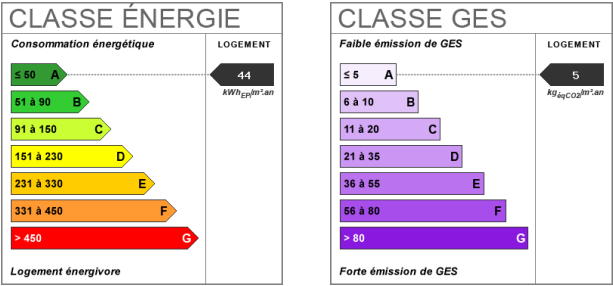 CLASSE ÉNERGIE
Consommation énergétique
LOGEMENT
≤ 50 A
44
kWhEP/m².an
51 à 90 B
91 à 150 C
151 à 230 D
231 à 330 E
331 à 450 F
> 450 G
Logement énergivore
CLASSE GES
Faible émission de GES
LOGEMENT
≤ 5 A
5
kgéqCO2/m².an
6 à 10 B
11 à 20 C
21 à 35 D
36 à 55 E
56 à 80 F
> 80 G
Forte émission de GES